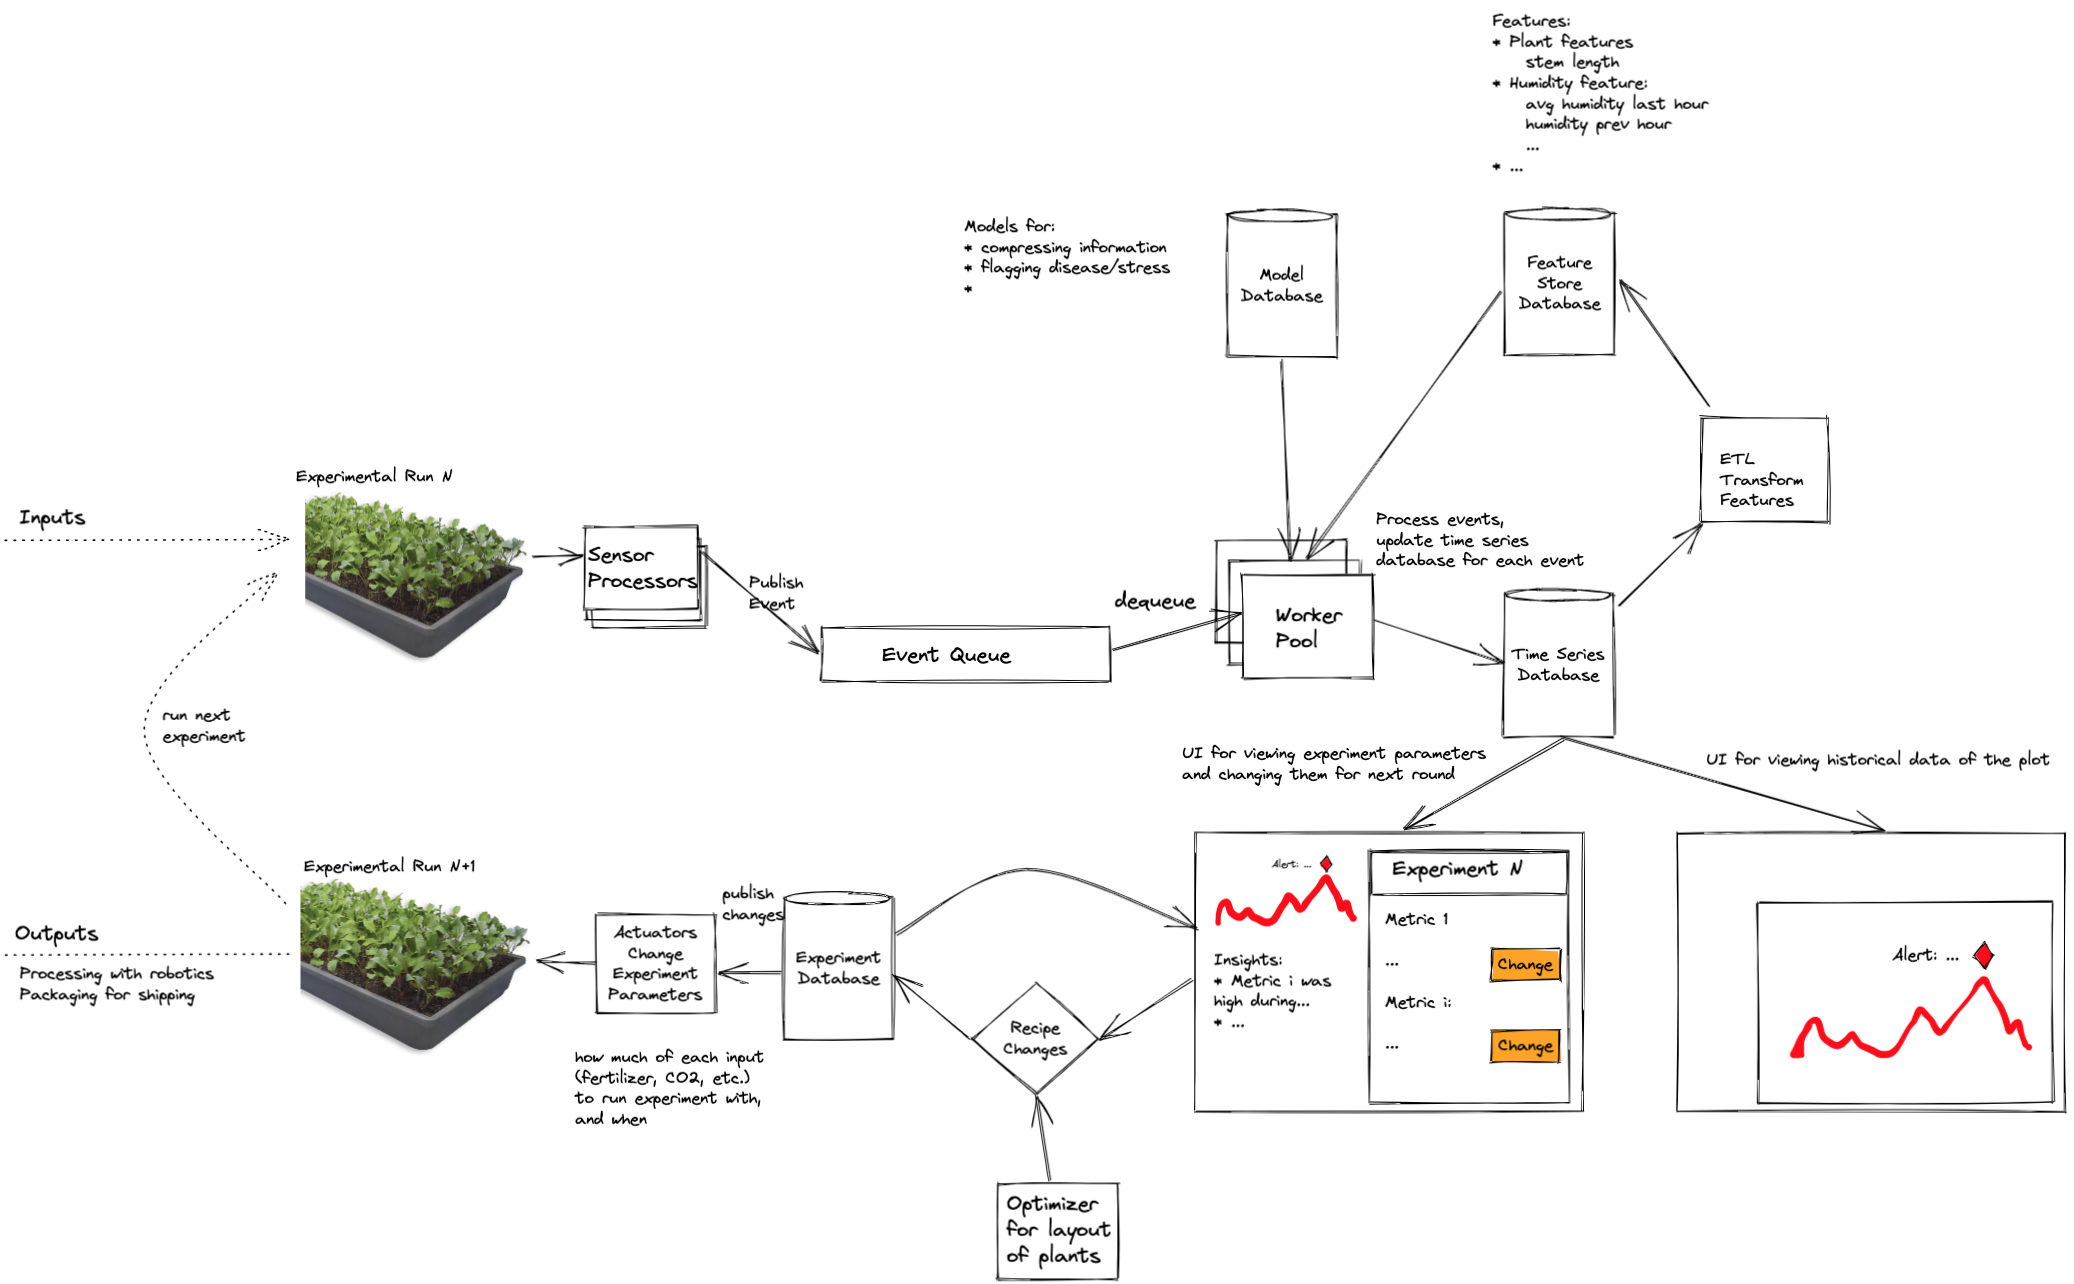 Features:
* Plant features
stem length
* Humidity feature:
avg humidity last hour
humidity prev hour
...
* ...
Models for:
* compressing information
* flagging disease/stress
*
Model
Database
Feature
Store
Database
ETL
Transform
Features
Experimental Run N
Inputs
Sensor
Processors
Publish
Event
Event Queue
dequeue
Worker
Pool
Process events,
update time series
database for each event
Time Series
Database
run next
experiment
UI for viewing experiment parameters
and changing them for next round
UI for viewing historical data of the plot
Experimental Run N+1
Outputs
Processing with robotics
Packaging for shipping
Actuators
Change
Experiment
Parameters
publish
changes
Experiment
Database
how much of each input
(fertilizer, CO2, etc.)
to run experiment with,
and when
Recipe
Changes
Optimizer
for layout
of plants
Alert: ...
Insights:
* Metric i was
high during...
* ...
Experiment N
Metric 1
...
Change
Metric i:
...
Change
Alert: ...